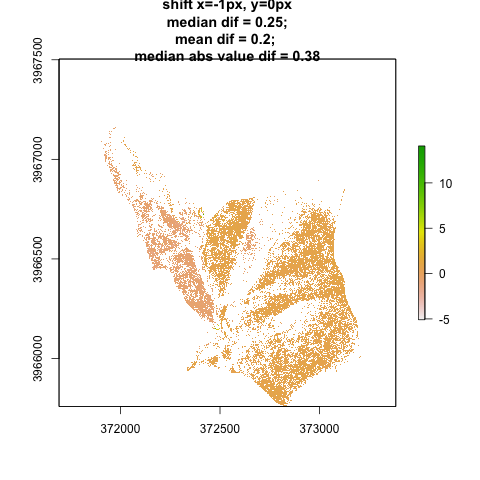 shift x=-1px, y=0px
median dif = 0.25;
mean dif = 0.2;
median abs value dif = 0.38
3967500
3967000
3966500
3966000
372000
372500
373000
10
5
0
-5